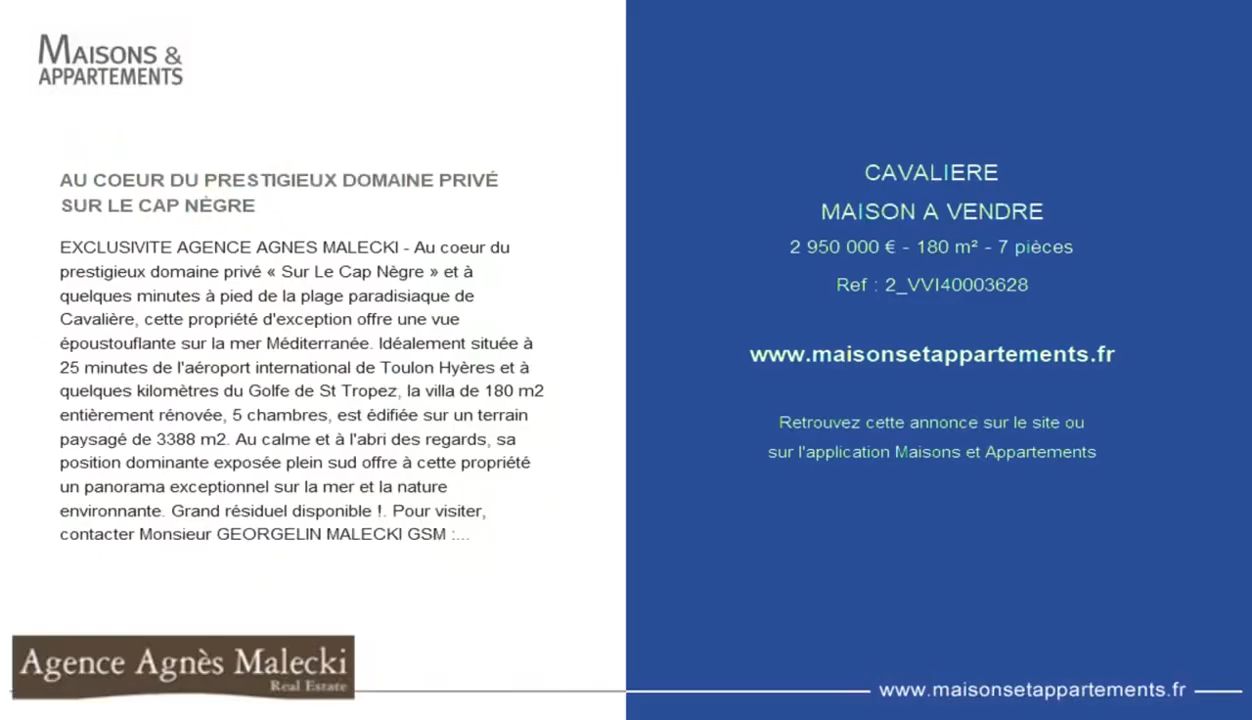 MAISONS &
APPARTEMENTS
AU COEUR DU PRESTIGIEUX DOMAINE PRIVÉ
SUR LE CAP NÈGRE
EXCLUSIVITE AGENCE AGNES MALECKI - Au coeur du
prestigieux domaine privé « Sur Le Cap Nègre » et à
quelques minutes à pied de la plage paradisiaque de
Cavalière, cette propriété d'exception offre une vue
époustouflante sur la mer Méditerranée. Idéalement située à
25 minutes de l'aéroport international de Toulon Hyères et à
quelques kilomètres du Golfe de St Tropez, la villa de 180 m2
entièrement rénovée, 5 chambres, est édifiée sur un terrain
paysagé de 3388 m2. Au calme et à l'abri des regards, sa
position dominante exposée plein sud offre à cette propriété
un panorama exceptionnel sur la mer et la nature
environnante. Grand résiduel disponible !. Pour visiter,
contacter Monsieur GEORGELIN MALECKI GSM :...
Agence Agnès Malecki
Real Estate
CAVALIERE
MAISON A VENDRE
2 950 000 € - 180 m² - 7 pièces
Ref : 2_VVI40003628
www.maisonsetappartements.fr
Retrouvez cette annonce sur le site ou
sur l'application Maisons et Appartements
www.maisonsetappartements.fr